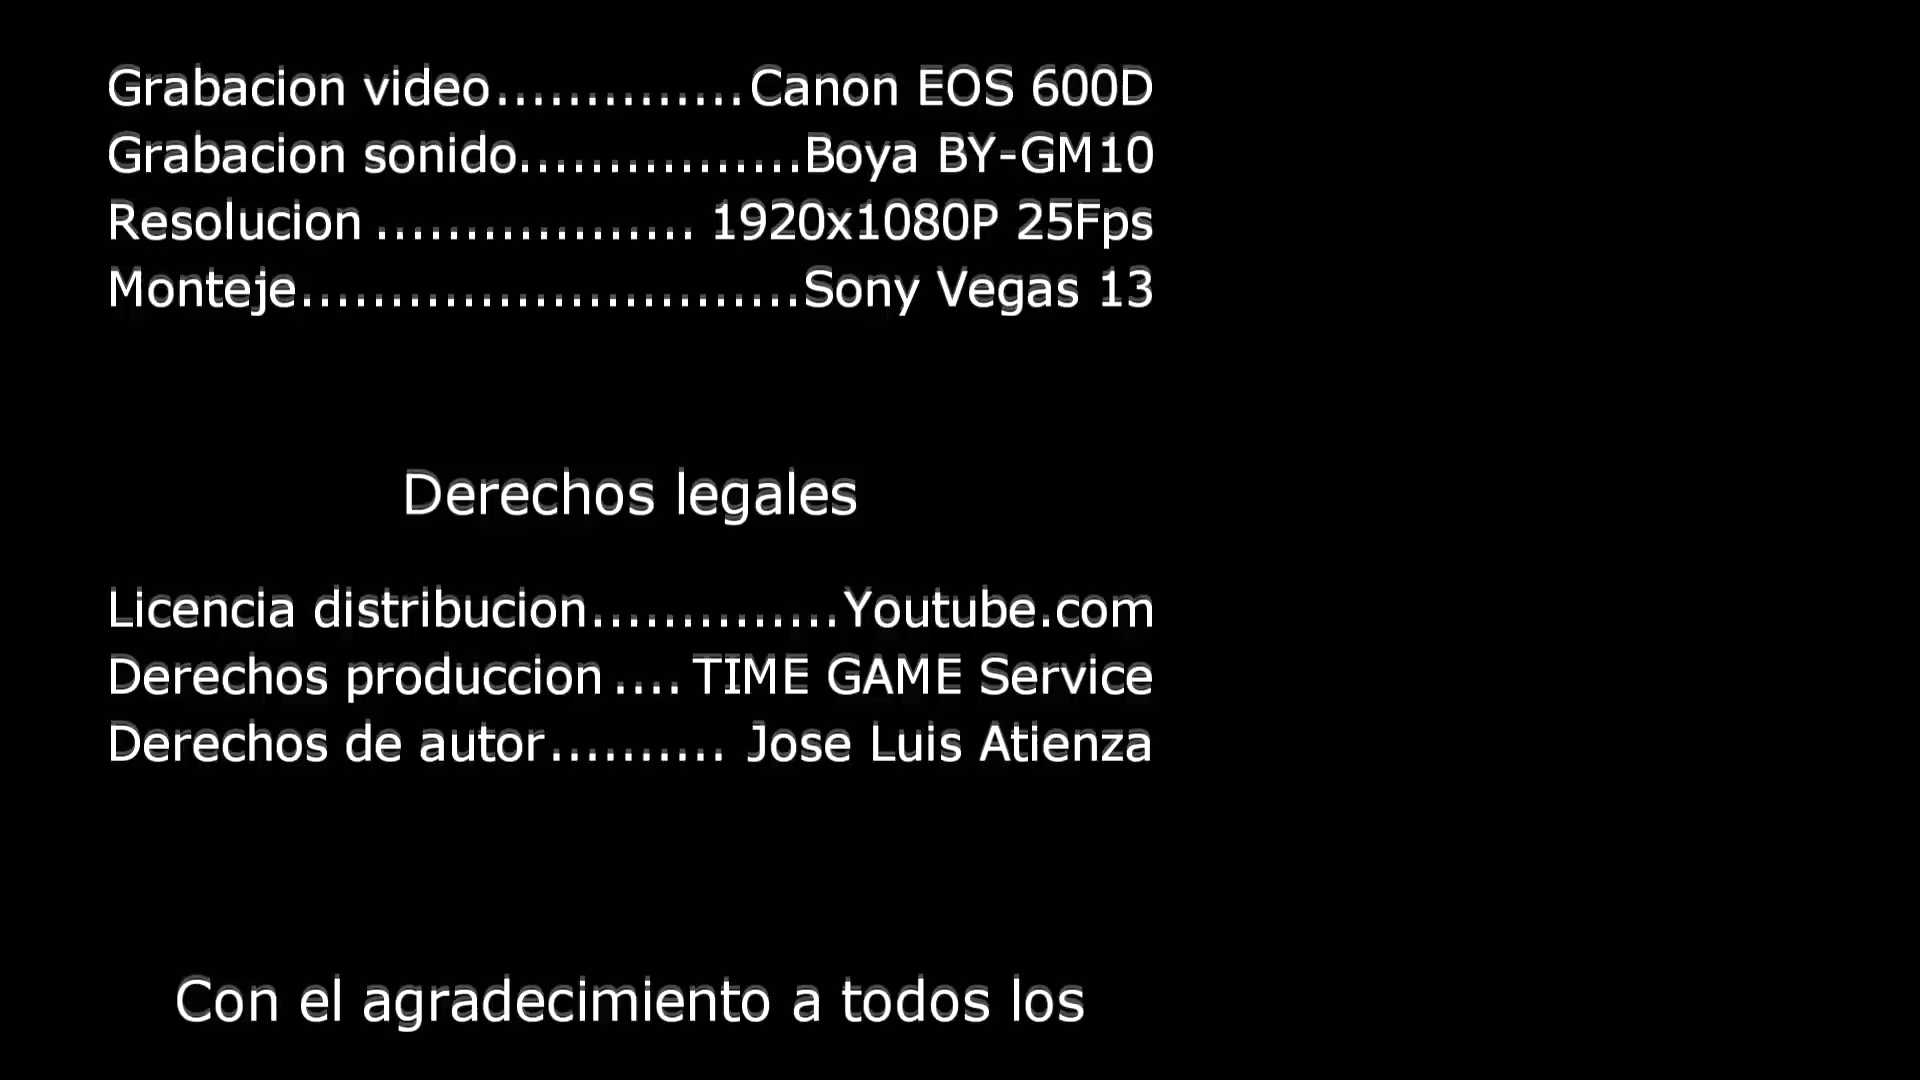 Grabacion video..............Canon EOS 600D
Grabacion sonido................Boya BY-GM10
Resolucion .................. 1920x1080P 25Fps
Monteje............................Sony Vegas 13
Derechos legales
Licencia distribucion..............Youtube.com
Derechos produccion .... TIME GAME Service
Derechos de autor.......... Jose Luis Atienza
Con el agradecimiento a todos los